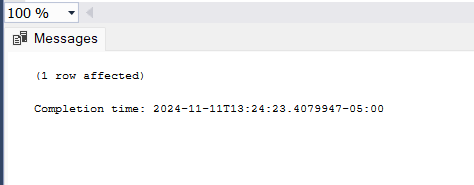 100 %
Messages
(1 row affected)
Completion time: 2024-11-11T13:24:23.4079947-05:00